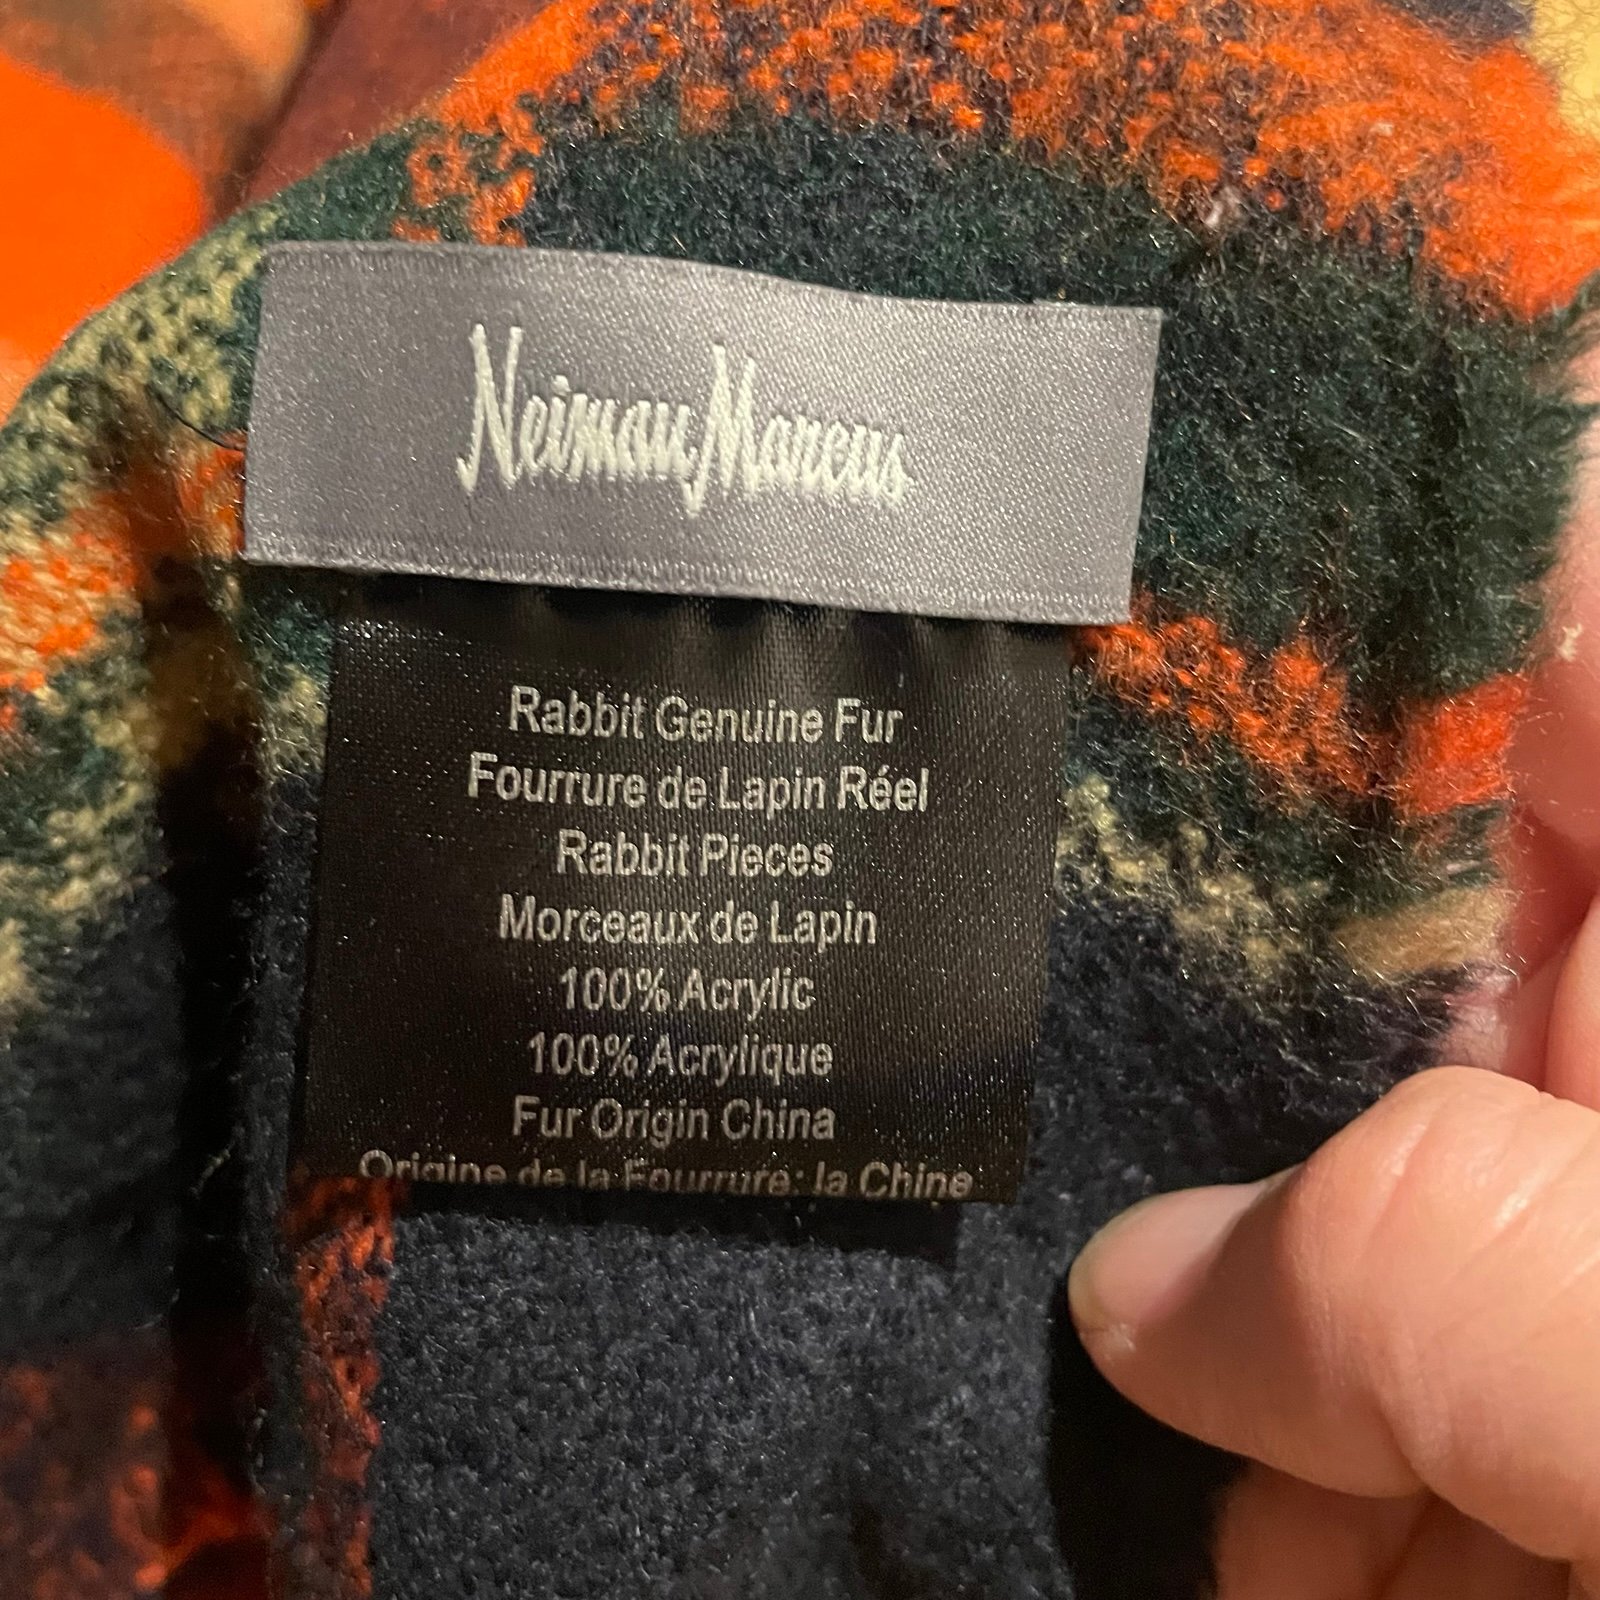 Neiman Marcus
Rabbit Genuine Fur
Fourrure de Lapin Réel
Rabbit Pieces
Morceaux de Lapin
100% Acrylic
100% Acrylique
Fur Origin China
Origine de la Fourrure: la Chine